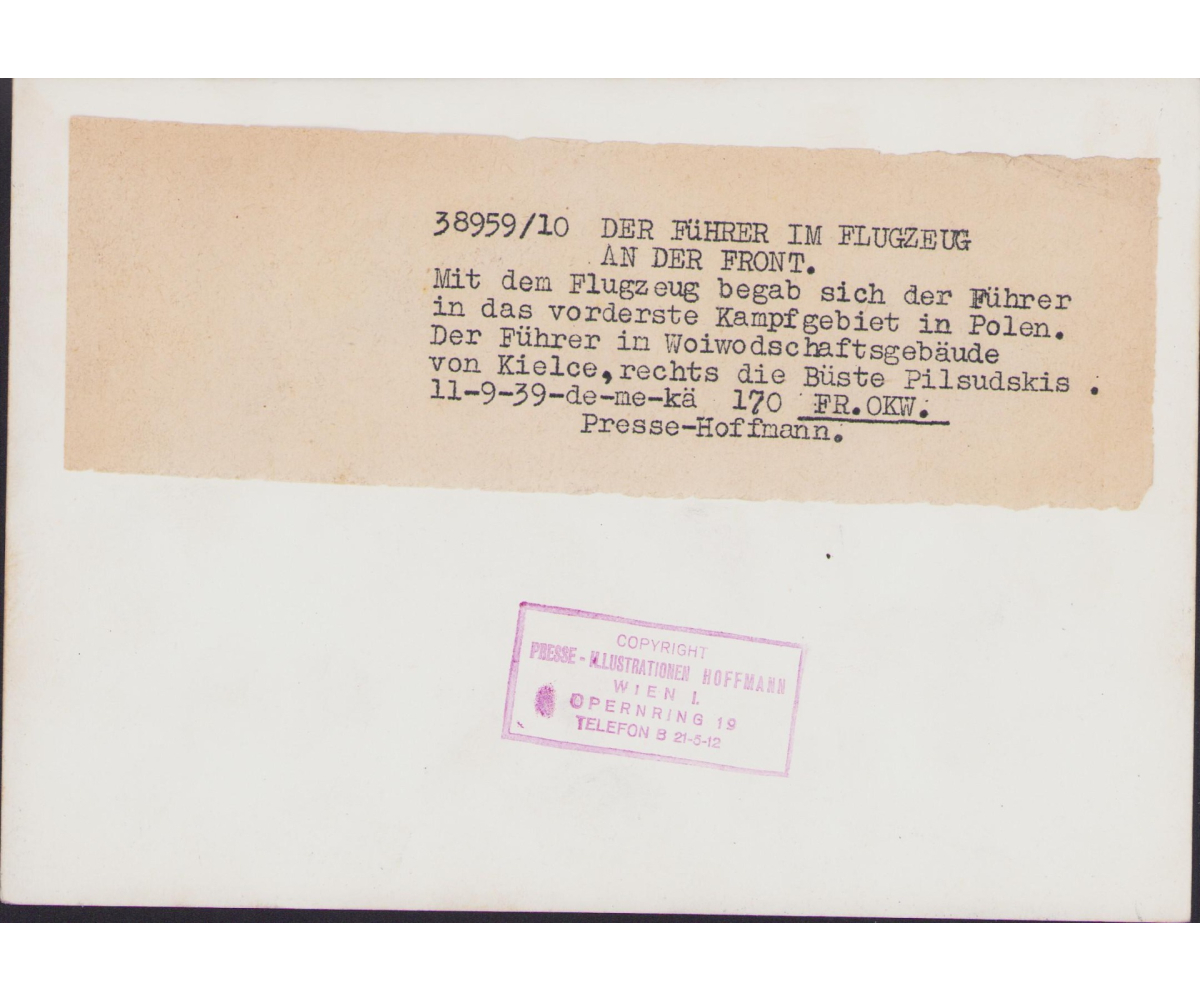 38959/10 DER FüHRER IM FLUGZEUG
AN DER FRONT.
Mit dem Flugzeug begab sich der Führer
in das vorderste Kampfgebiet in Polen.
Der Führer im Woiwodschaftsgebäude
von Kielce,rechts die Büste Pilsudskis .
11-9-39-de-me-kä 170 FR.OKW.
Presse-Hoffmann.
COPYRIGHT
PRESSE-ILLUSTRATIONEN HOFFMANN
WIEN I.
OPERNRING 19
TELEFON B 21-5-12